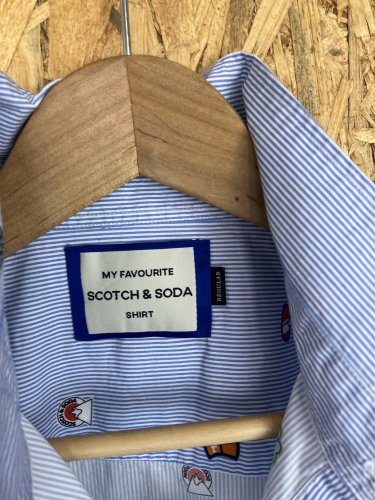 MY FAVOURITE
SCOTCH & SODA
SHIRT
REGULAR